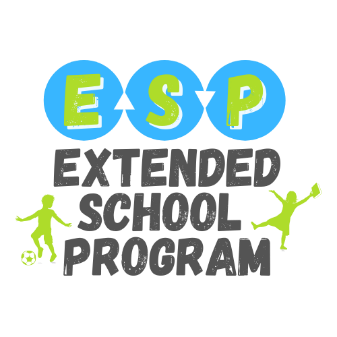 ESP
EXTENDED
SCHOOL
PROGRAM